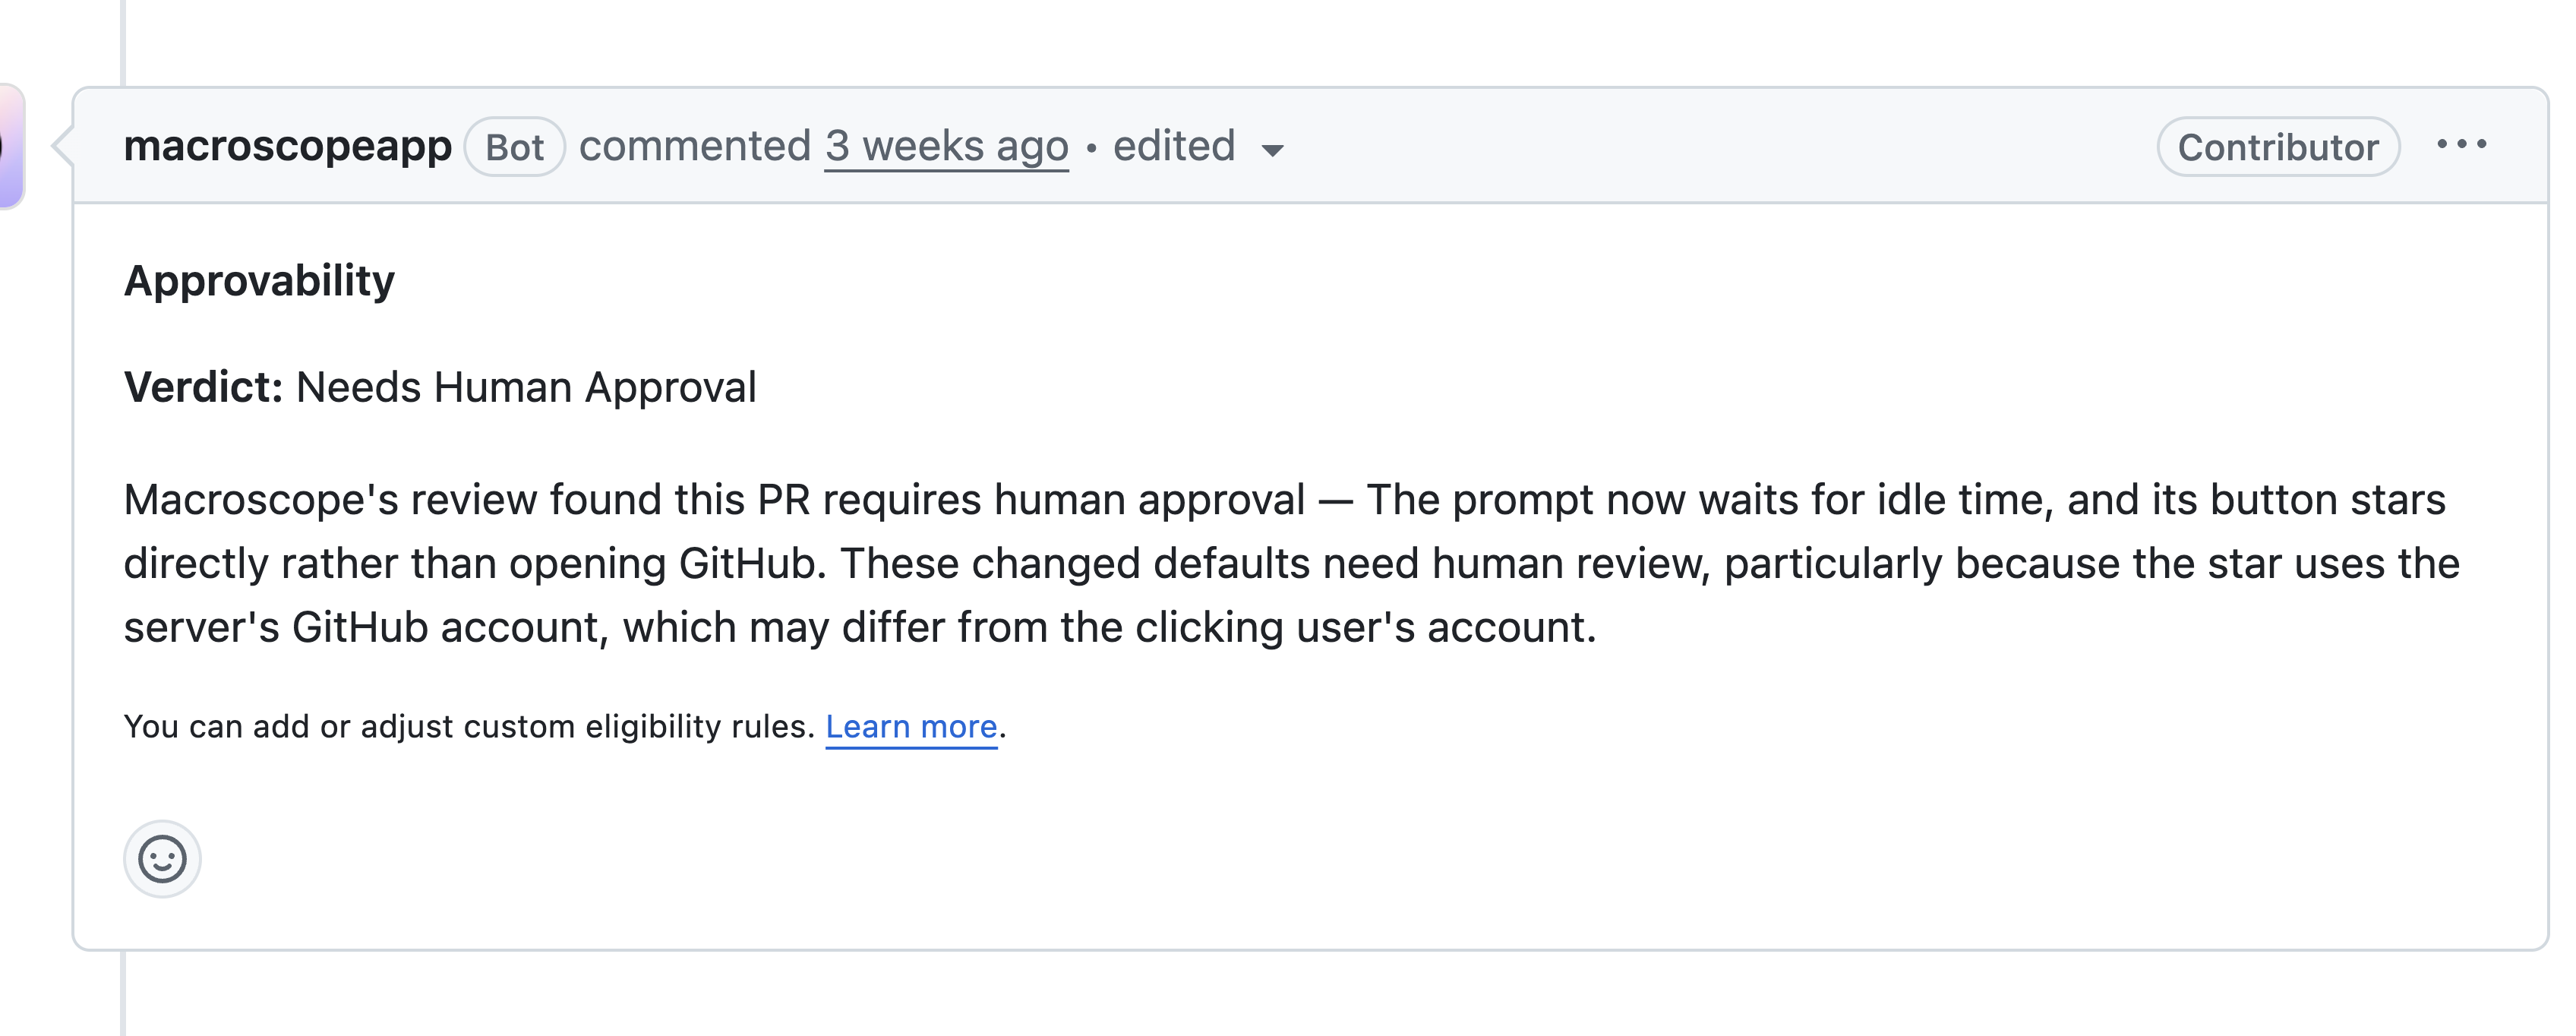 macroscopeapp Bot commented 3 weeks ago • edited Contributor
Approvability
Verdict: Needs Human Approval
Macroscope's review found this PR requires human approval — The prompt now waits for idle time, and its button stars
directly rather than opening GitHub. These changed defaults need human review, particularly because the star uses the
server's GitHub account, which may differ from the clicking user's account.
You can add or adjust custom eligibility rules. Learn more.